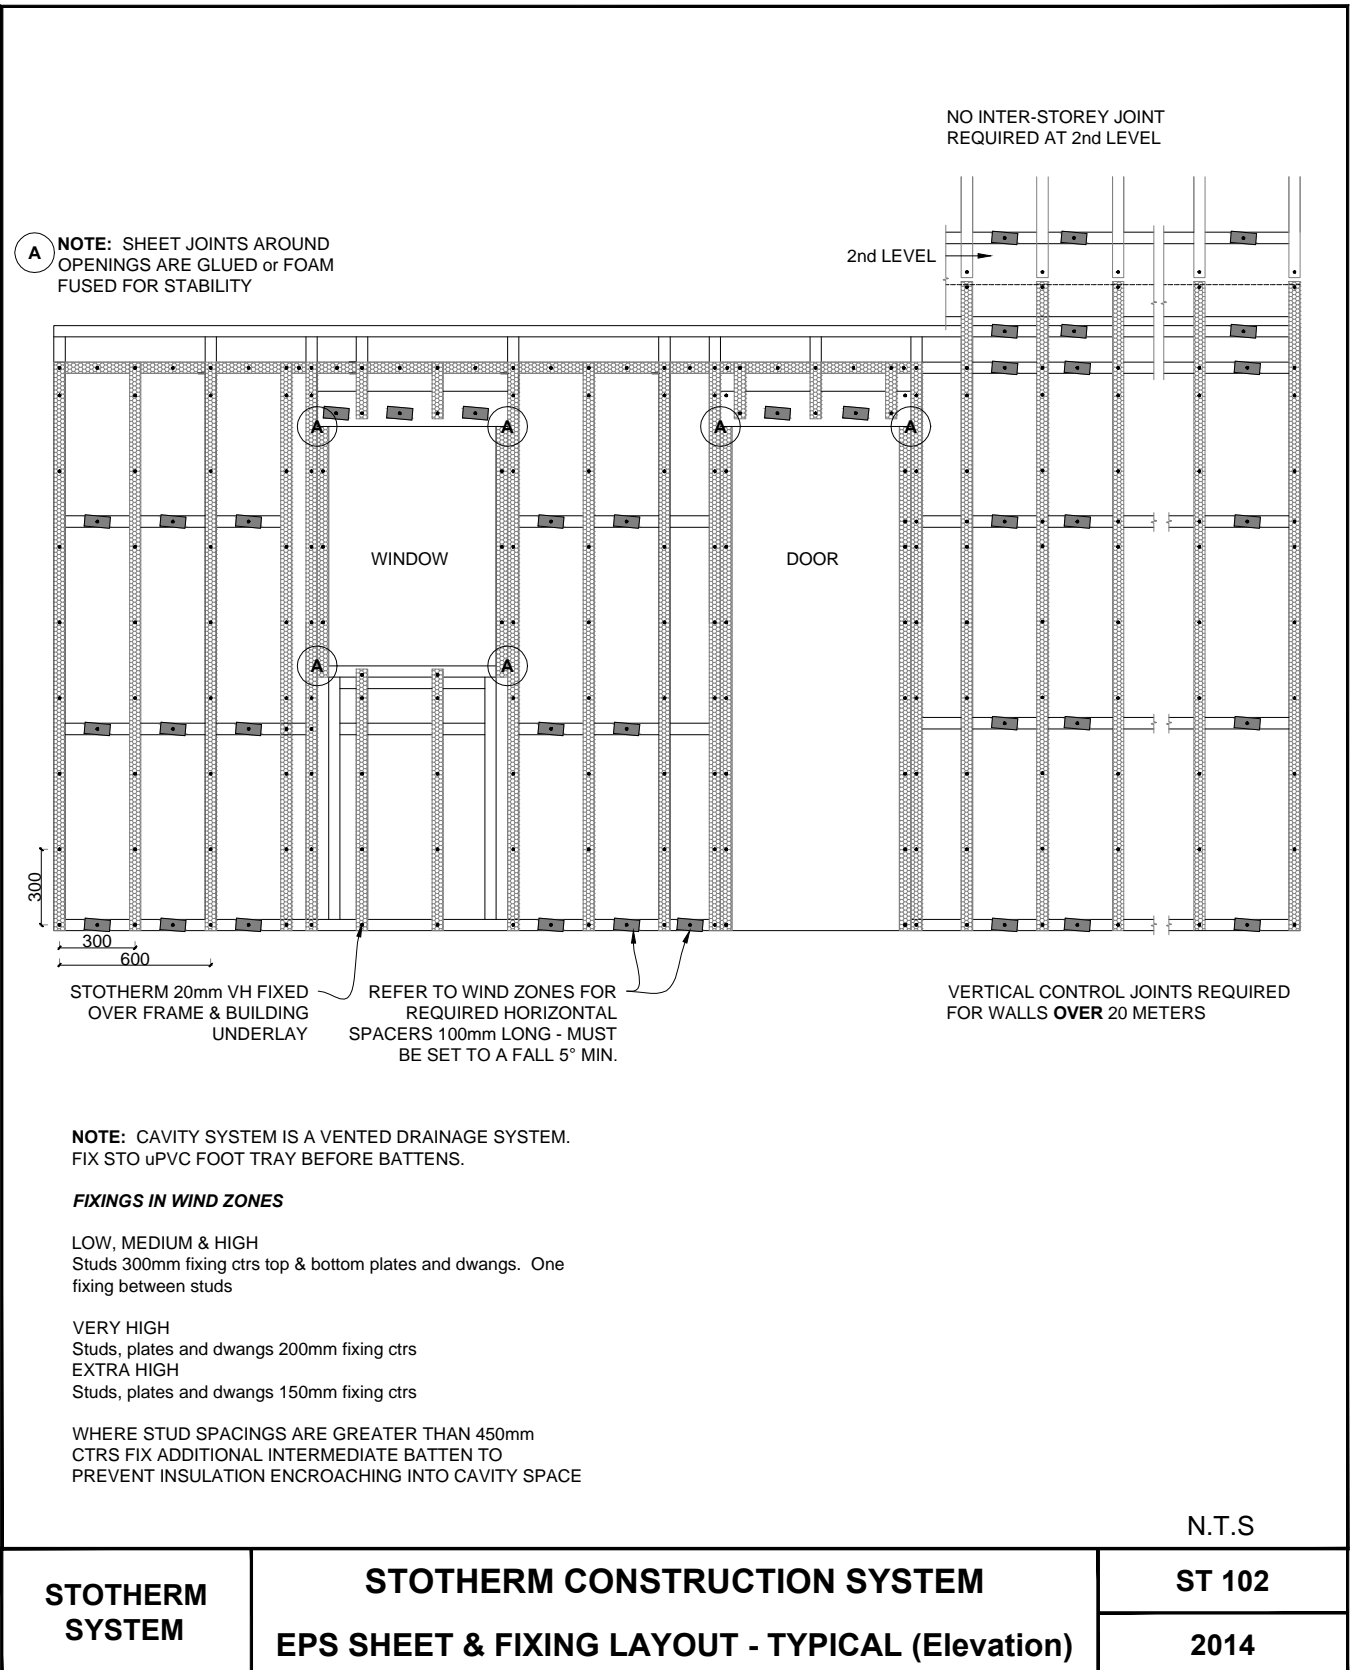 NO INTER-STOREY JOINT
REQUIRED AT 2nd LEVEL
A
NOTE: SHEET JOINTS AROUND
OPENINGS ARE GLUED or FOAM
FUSED FOR STABILITY
2nd LEVEL
A
A
A
A
WINDOW
DOOR
A
A
300
300
600
STOTHERM 20mm VH FIXED
OVER FRAME & BUILDING
UNDERLAY
REFER TO WIND ZONES FOR
REQUIRED HORIZONTAL
SPACERS 100mm LONG - MUST
BE SET TO A FALL 5° MIN.
VERTICAL CONTROL JOINTS REQUIRED
FOR WALLS OVER 20 METERS
NOTE: CAVITY SYSTEM IS A VENTED DRAINAGE SYSTEM.
FIX STO uPVC FOOT TRAY BEFORE BATTENS.
FIXINGS IN WIND ZONES
LOW, MEDIUM & HIGH
Studs 300mm fixing ctrs top & bottom plates and dwangs. One
fixing between studs
VERY HIGH
Studs, plates and dwangs 200mm fixing ctrs
EXTRA HIGH
Studs, plates and dwangs 150mm fixing ctrs
WHERE STUD SPACINGS ARE GREATER THAN 450mm
CTRS FIX ADDITIONAL INTERMEDIATE BATTEN TO
PREVENT INSULATION ENCROACHING INTO CAVITY SPACE
N.T.S
STOTHERM
SYSTEM
STOTHERM CONSTRUCTION SYSTEM
EPS SHEET & FIXING LAYOUT - TYPICAL (Elevation)
ST 102
2014